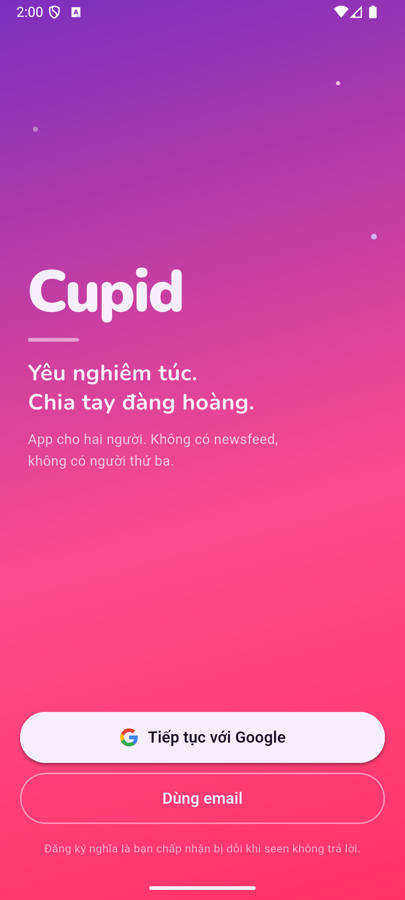 2:00
A
Cupid
Yêu nghiêm túc.
Chia tay đàng hoàng.
App cho hai người. Không có newsfeed,
không có người thứ ba.
Tiếp tục với Google
Dùng email
Đăng ký nghĩa là bạn chấp nhận bị dỗi khi seen không trả lời.